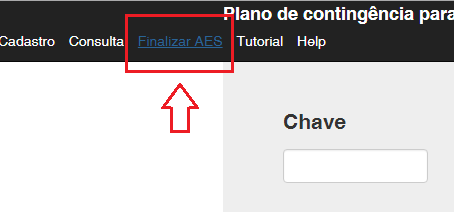 Plano de contingência para
Cadastro Consulta Finalizar AES Tutorial Help
Chave